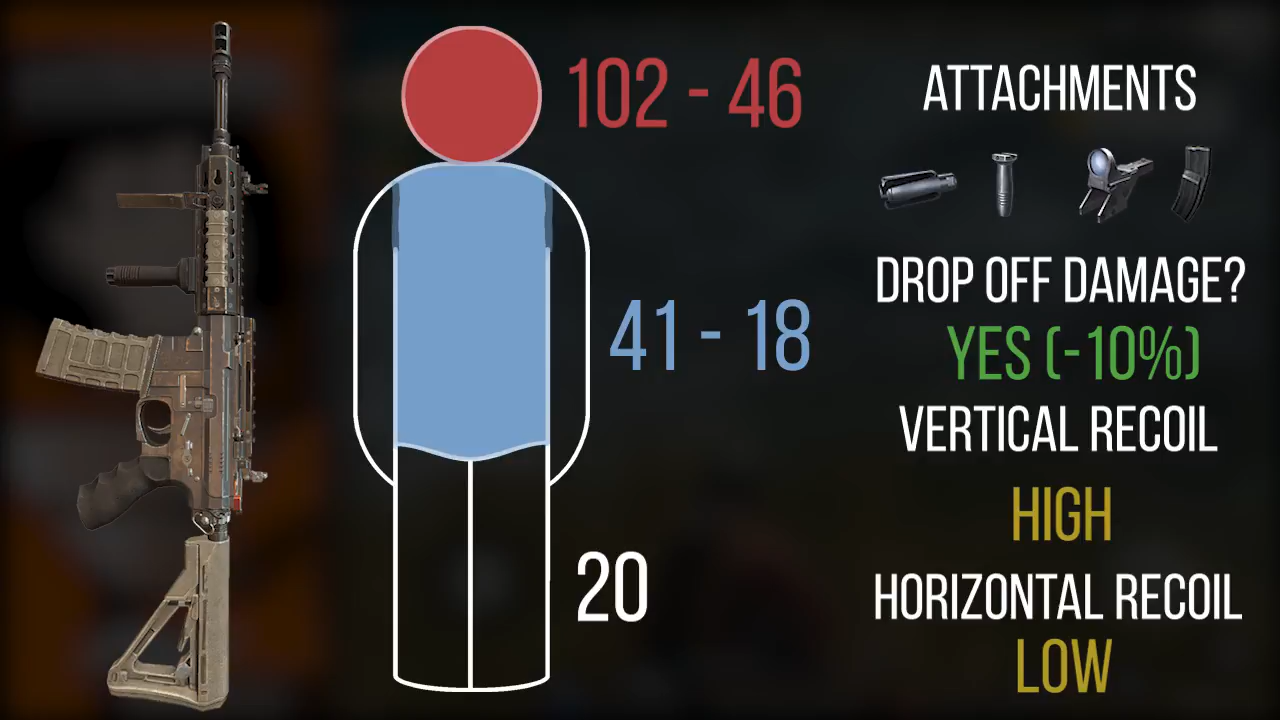 102 - 46
41 - 18
20
ATTACHMENTS
DROP OFF DAMAGE?
YES (-10%)
VERTICAL RECOIL
HIGH
HORIZONTAL RECOIL
LOW